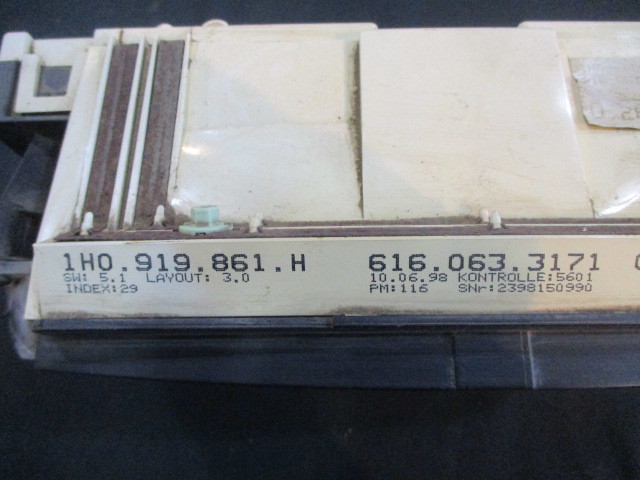 1H0.919.861.H 616.063.3171
SW: 5.1 LAYOUT: 3.0 10.06.98 KONTROLLE:5601
INDEX:29 PM:116 SNr:2398150990